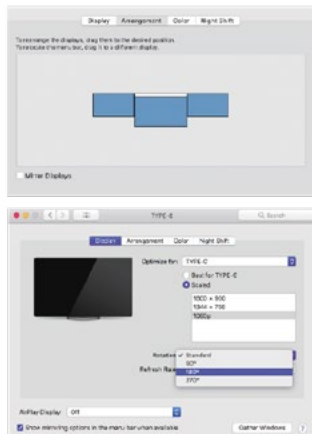 Display Arrangement Color Night Shift
To rearrange the displays, drag them to the desired position.
To relocate the menu bar, drag it to a different display.
Mirror Displays
TYPE-C
Search
Display Arrangement Color Night Shift
Optimize for: TYPE-C
Best for TYPE-C
Scaled
1600 × 900
1080p
Rotation: Standard
90°
180°
270°
Refresh Rate
AirPlay Display: Off
Show mirroring options in the menu bar when available
Gather Windows ?